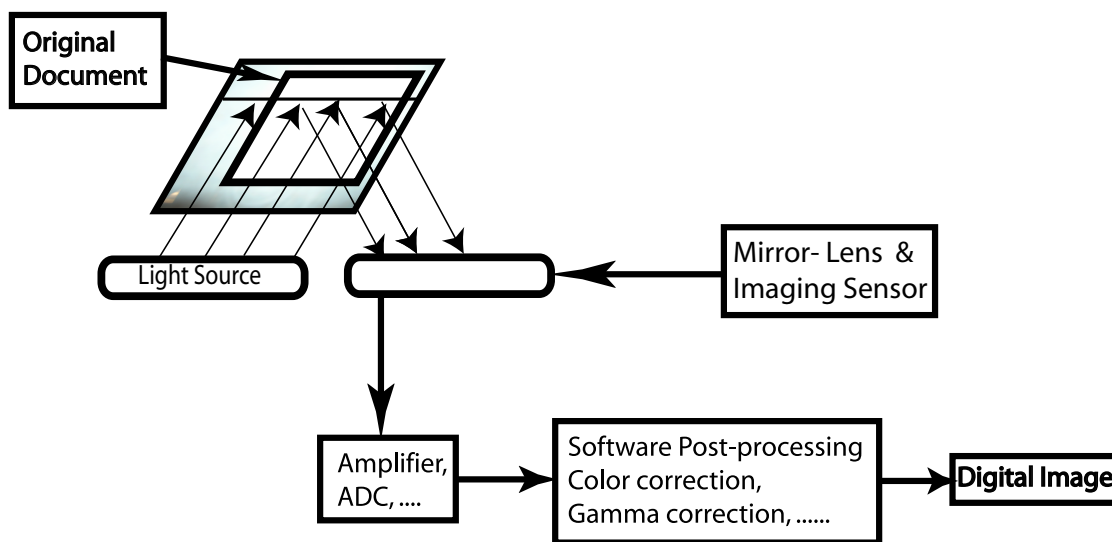 Original
Document
Light Source
Mirror- Lens &
Imaging Sensor
Amplifier,
ADC, ....
Software Post-processing
Color correction,
Gamma correction, ......
Digital Image